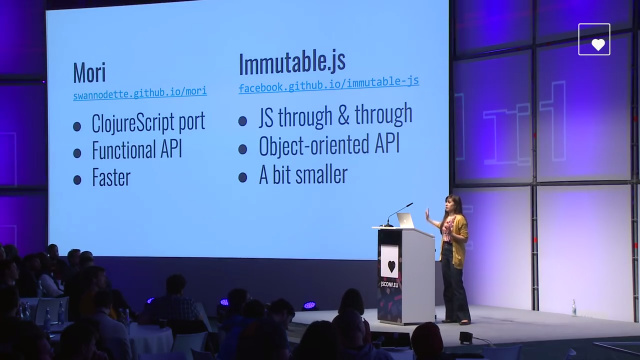 Mori
swannodette.github.io/mori
ClojureScript port
Functional API
Faster
Immutable.js
facebook.github.io/immutable-js
JS through & through
Object-oriented API
A bit smaller
JSCONF.EU